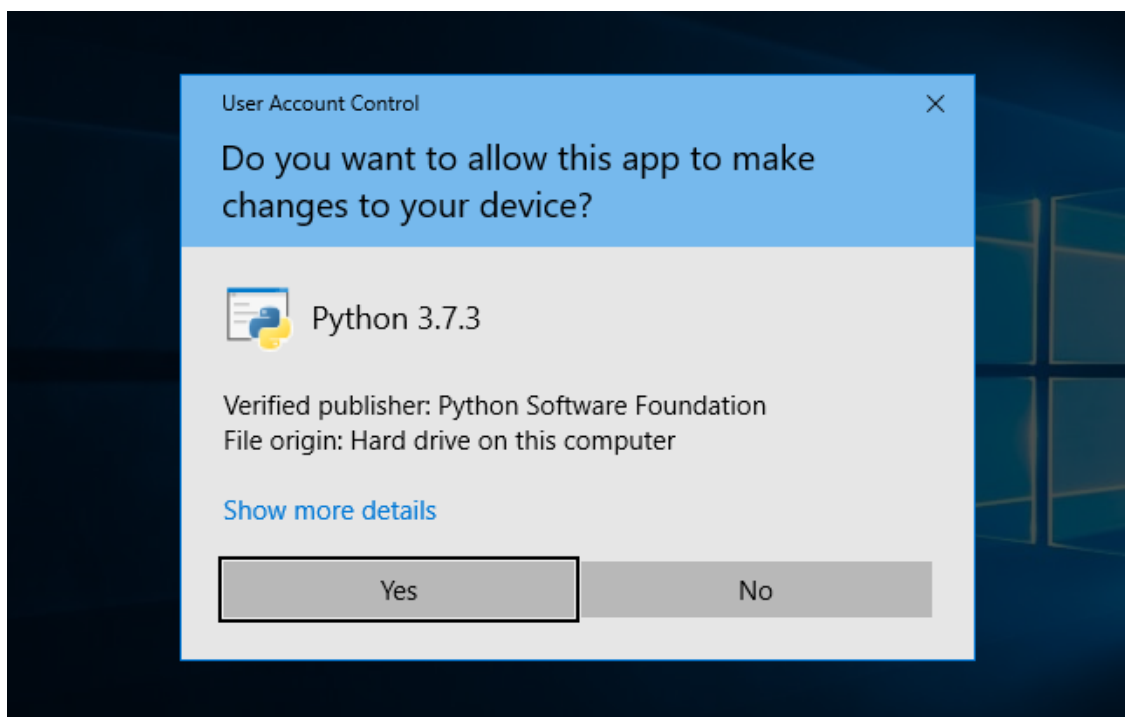 User Account Control
Do you want to allow this app to make
changes to your device?
Python 3.7.3
Verified publisher: Python Software Foundation
File origin: Hard drive on this computer
Show more details
Yes
No